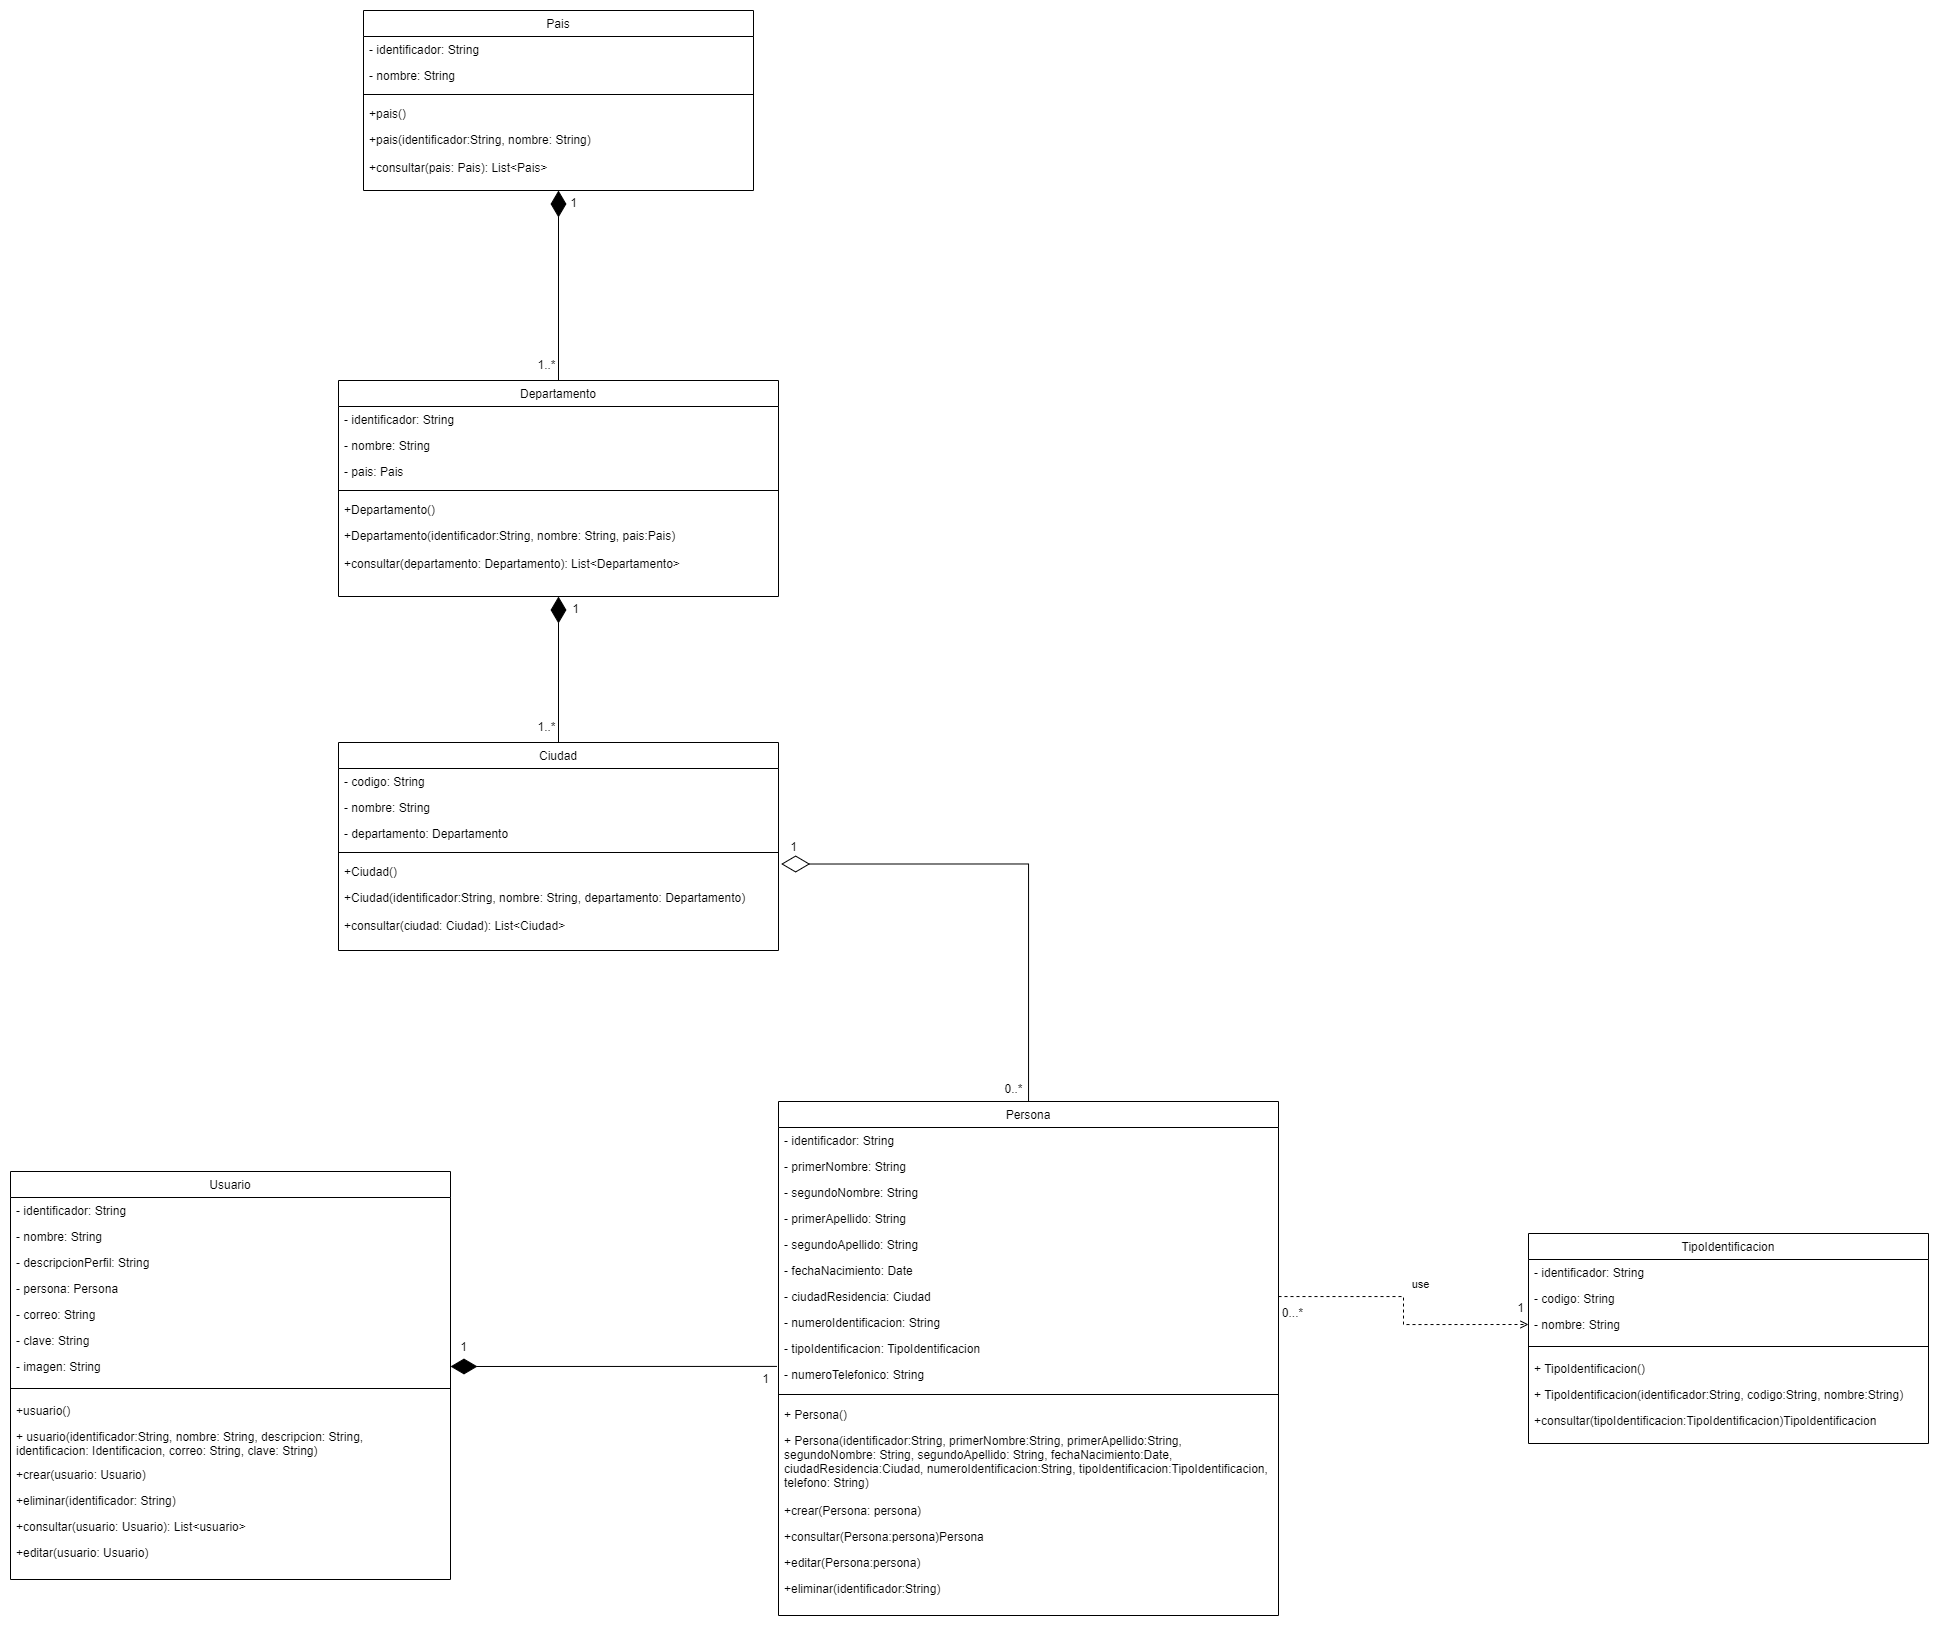 Pais
- identificador: String
- nombre: String
+pais()
+pais(identificador:String, nombre: String)
+consultar(pais: Pais): List<Pais>
1
1..*
Departamento
- identificador: String
- nombre: String
- pais: Pais
+Departamento()
+Departamento(identificador:String, nombre: String, pais:Pais)
+consultar(departamento: Departamento): List<Departamento>
1
1..*
Ciudad
- codigo: String
- nombre: String
- departamento: Departamento
+Ciudad()
+Ciudad(identificador:String, nombre: String, departamento: Departamento)
+consultar(ciudad: Ciudad): List<Ciudad>
1
0..*
Persona
- identificador: String
- primerNombre: String
- segundoNombre: String
- primerApellido: String
- segundoApellido: String
- fechaNacimiento: Date
- ciudadResidencia: Ciudad
- numeroIdentificacion: String
- tipoIdentificacion: TipoIdentificacion
- numeroTelefonico: String
+ Persona()
+ Persona(identificador:String, primerNombre:String, primerApellido:String,
segundoNombre: String, segundoApellido: String, fechaNacimiento:Date,
ciudadResidencia:Ciudad, numeroIdentificacion:String, tipoIdentificacion:TipoIdentificacion,
telefono: String)
+crear(Persona: persona)
+consultar(Persona:persona)Persona
+editar(Persona:persona)
+eliminar(identificador:String)
Usuario
- identificador: String
- nombre: String
- descripcionPerfil: String
- persona: Persona
- correo: String
- clave: String
- imagen: String
+usuario()
+ usuario(identificador:String, nombre: String, descripcion: String,
identificacion: Identificacion, correo: String, clave: String)
+crear(usuario: Usuario)
+eliminar(identificador: String)
+consultar(usuario: Usuario): List<usuario>
+editar(usuario: Usuario)
1
1
use
0...*
1
TipoIdentificacion
- identificador: String
- codigo: String
- nombre: String
+ TipoIdentificacion()
+ TipoIdentificacion(identificador:String, codigo:String, nombre:String)
+consultar(tipoIdentificacion:TipoIdentificacion)TipoIdentificacion